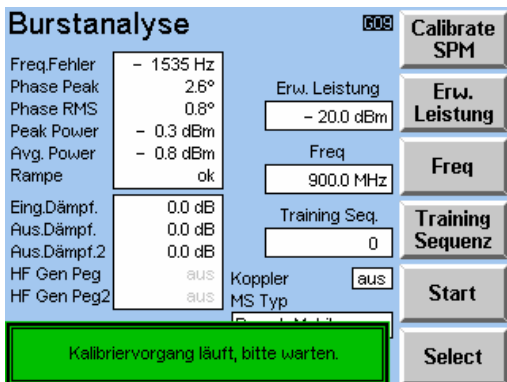 Burstanalyse
G09
Freq.Fehler - 1535 Hz
Phase Peak 2.6°
Phase RMS 0.8°
Peak Power - 0.3 dBm
Avg. Power - 0.8 dBm
Rampe ok
Eing.Dämpf. 0.0 dB
Aus.Dämpf. 0.0 dB
Aus.Dämpf.2 0.0 dB
HF Gen Peg aus
HF Gen Peg2 aus
Erw. Leistung
- 20.0 dBm
Freq
900.0 MHz
Training Seq.
0
Koppler aus
MS Typ
Kalibriervorgang läuft, bitte warten.
Calibrate
SPM
Erw.
Leistung
Freq
Training
Sequenz
Start
Select